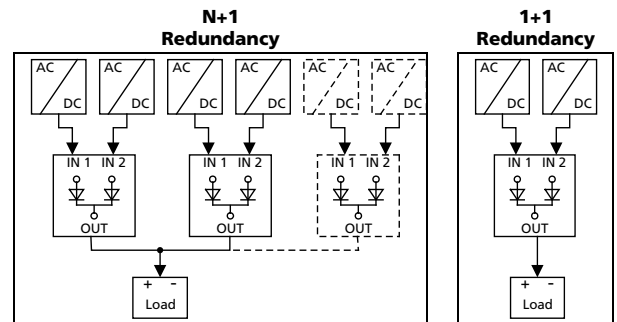 N+1
Redundancy
1+1
Redundancy
AC
DC
AC
DC
AC
DC
AC
DC
AC
DC
AC
DC
AC
DC
AC
DC
IN 1 IN 2
IN 1 IN 2
IN 1 IN 2
IN 1 IN 2
OUT
OUT
OUT
OUT
+ -
Load
+ -
Load